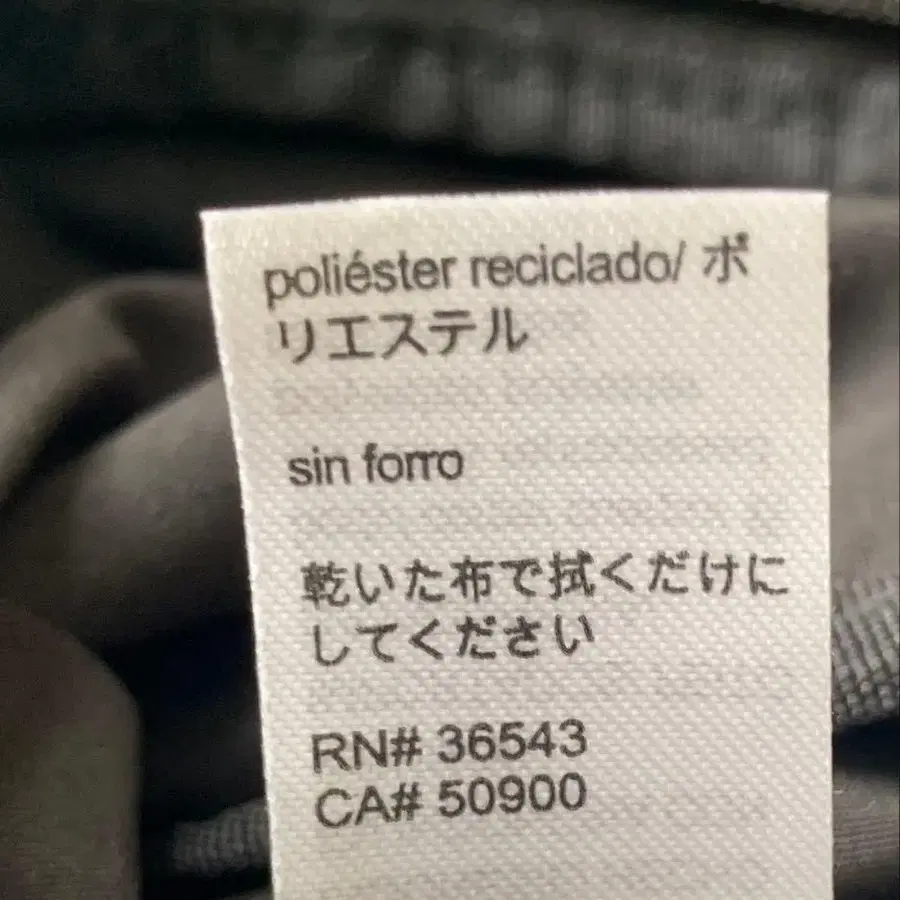 poliéster reciclado/ ポ
リエステル
sin forro
乾いた布で拭くだけに
してください
RN# 36543
CA# 50900